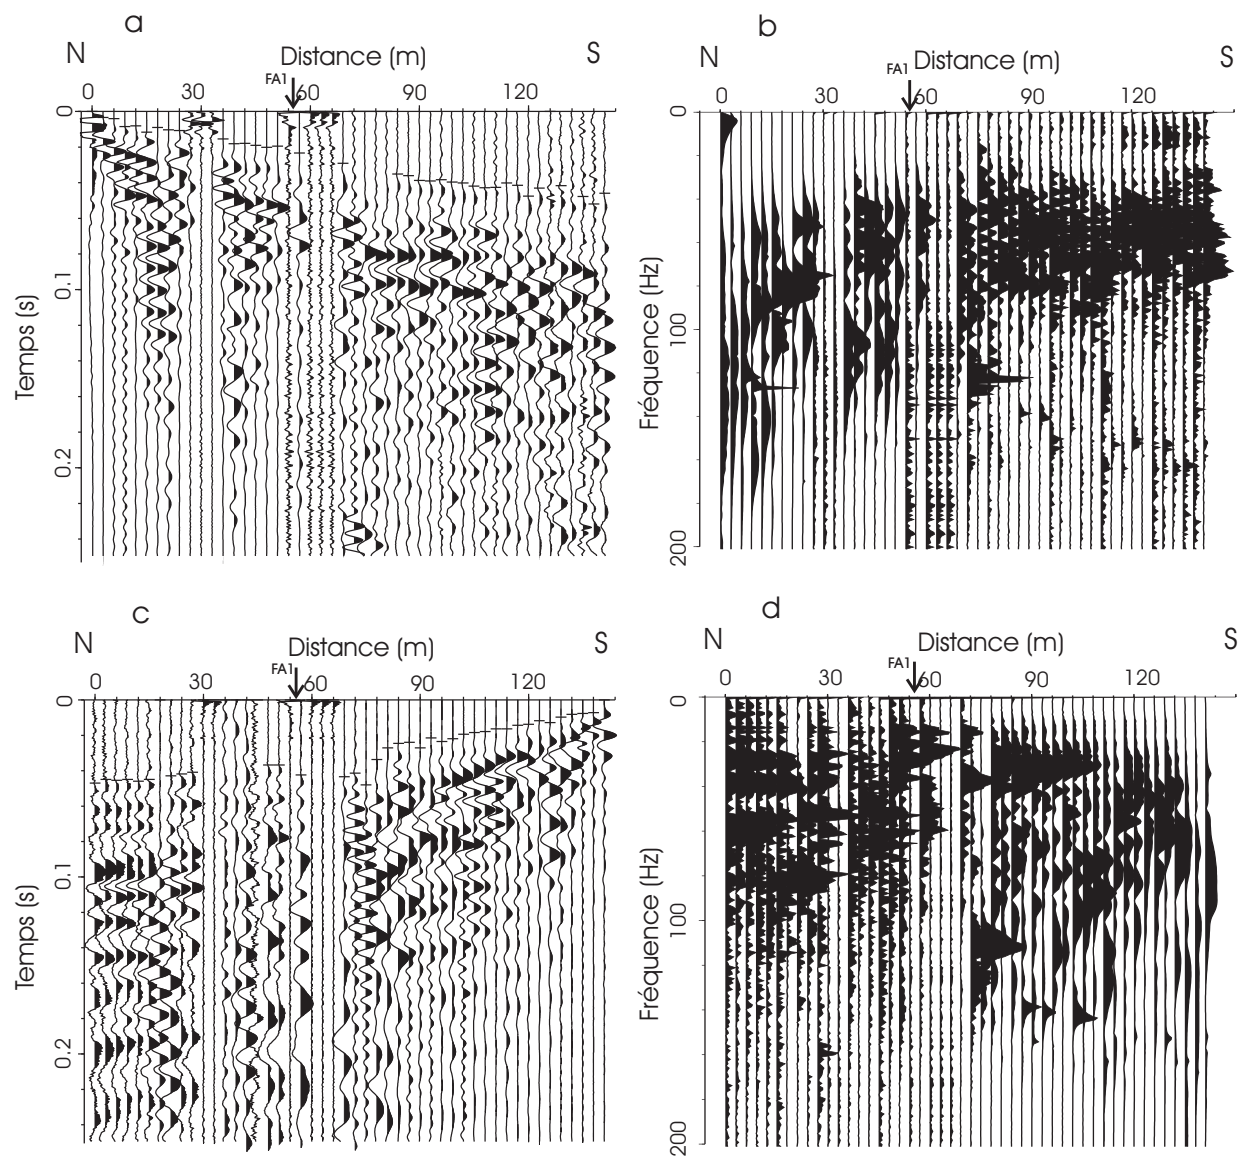 a
N Distance (m) S
FA1
0 30 60 90 120
0
0.1
0.2
Temps (s)
b
N Distance (m) S
FA1
0 30 60 90 120
0
100
200
Fréquence (Hz)
c
N Distance (m) S
FA1
0 30 60 90 120
0
0.1
0.2
Temps (s)
d
N Distance (m) S
FA1
0 30 60 90 120
0
100
200
Fréquence (Hz)